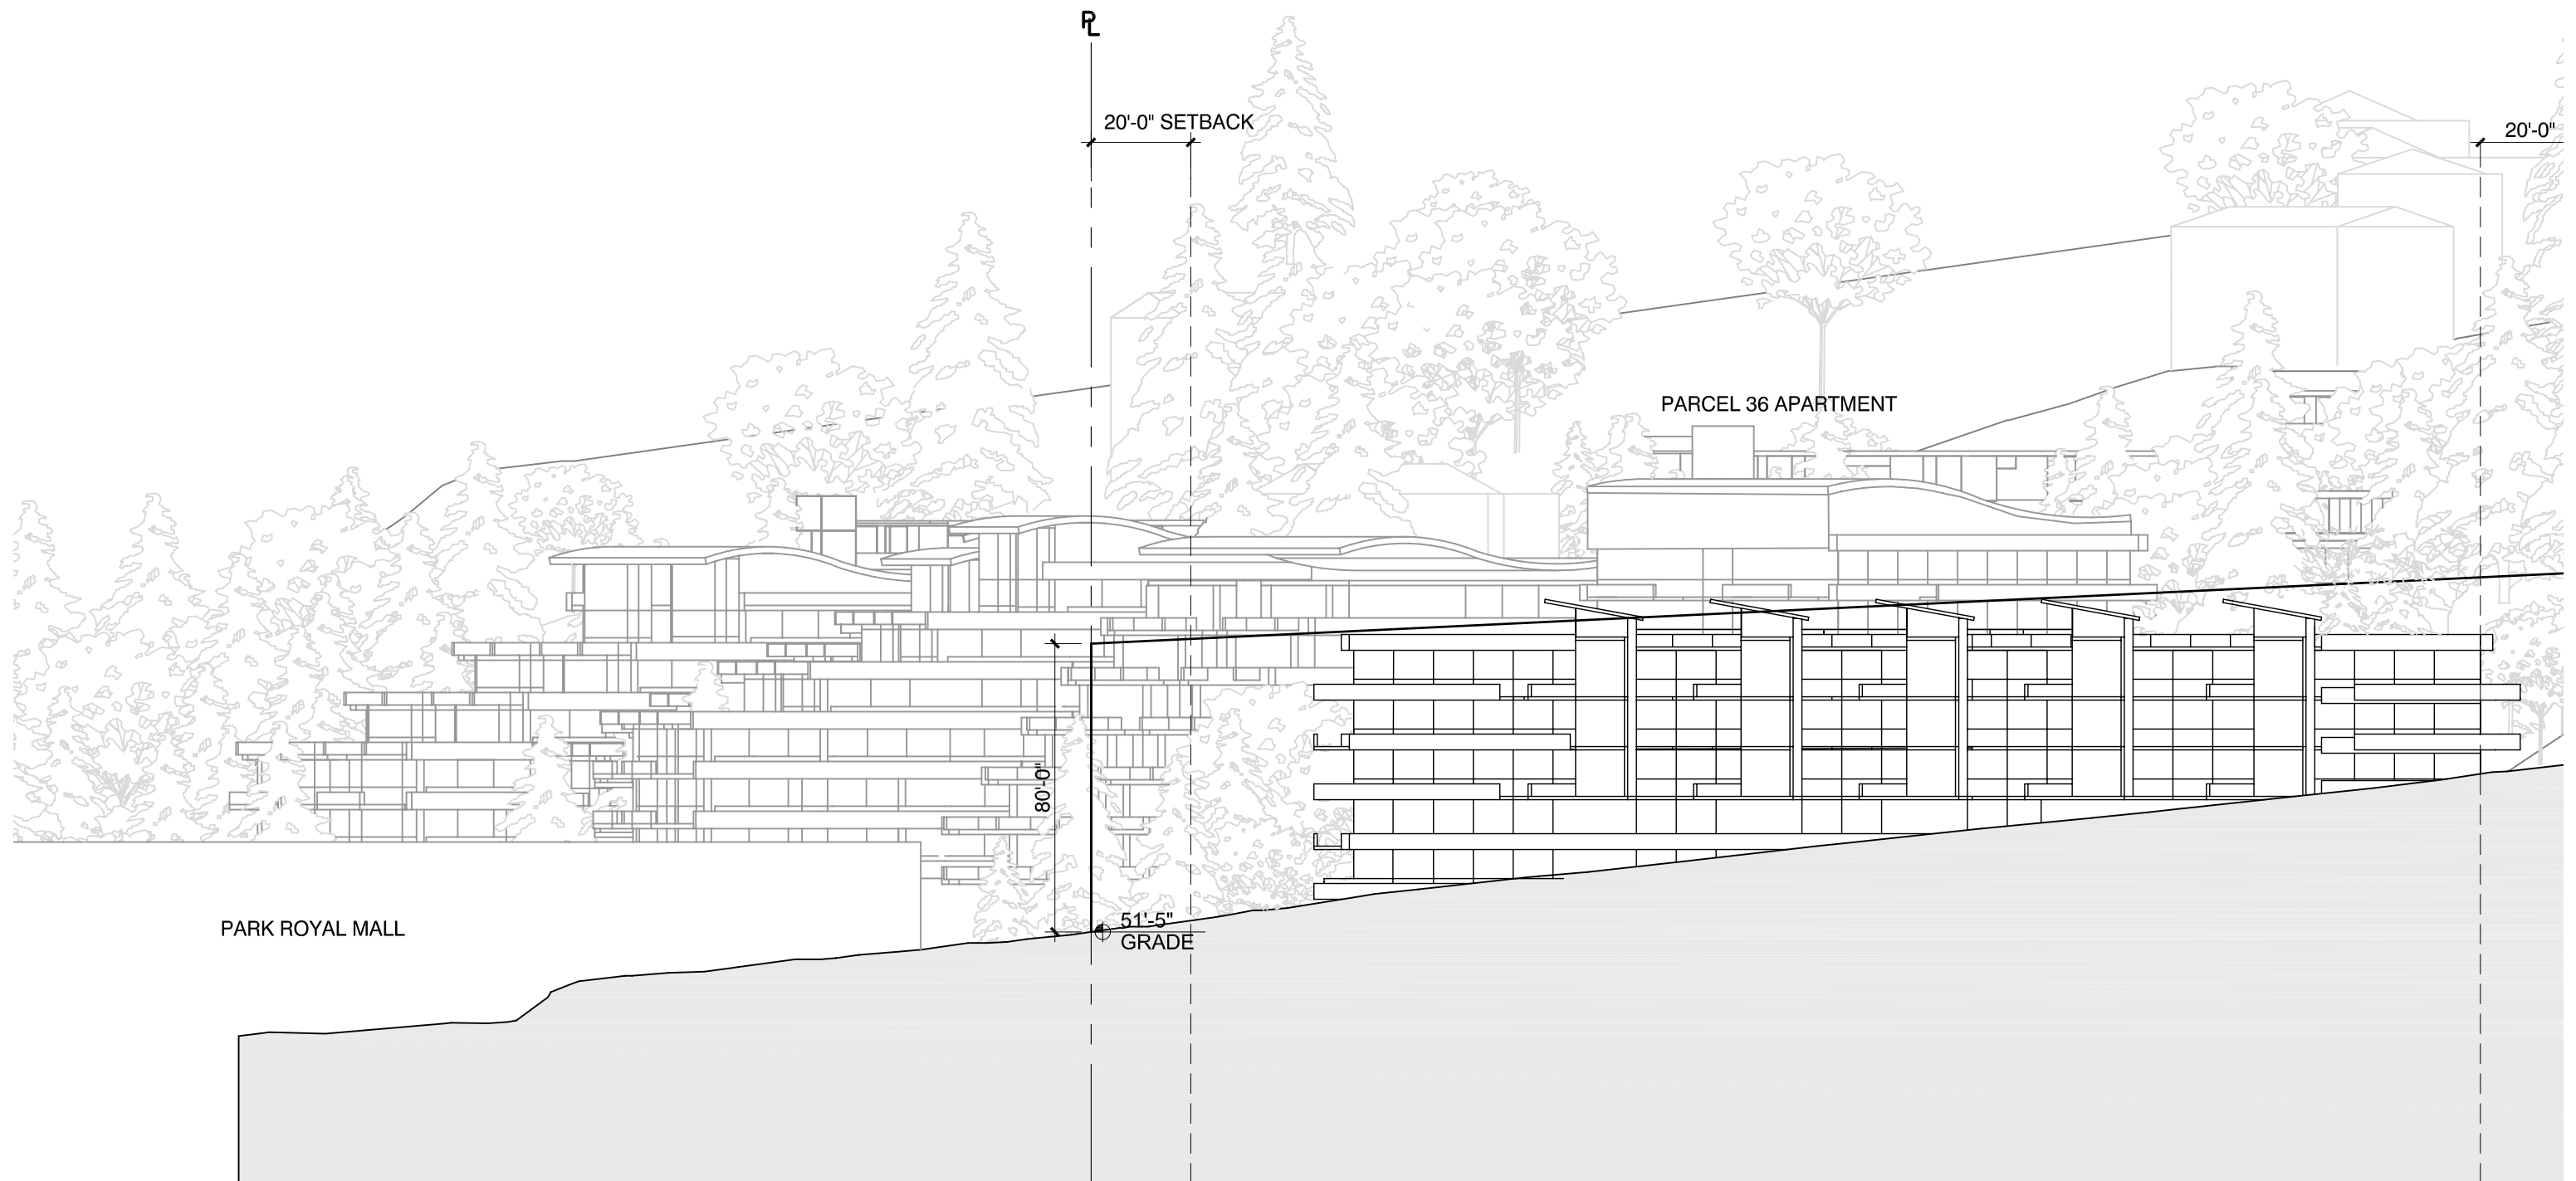 PL
20'-0" SETBACK
20'-0"
PARCEL 36 APARTMENT
80'-0"
51'-5"
GRADE
PARK ROYAL MALL